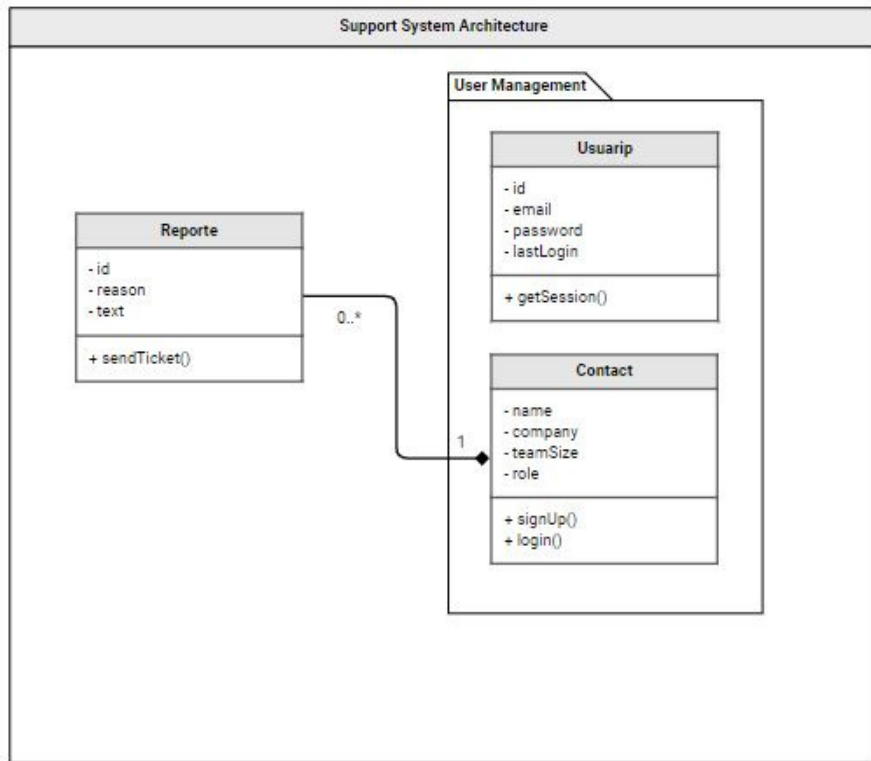 Support System Architecture
User Management
Usuarip
- id
- email
- password
- lastLogin
+ getSession()
Reporte
- id
- reason
- text
+ sendTicket()
0..*
1
Contact
- name
- company
- teamSize
- role
+ signUp()
+ login()